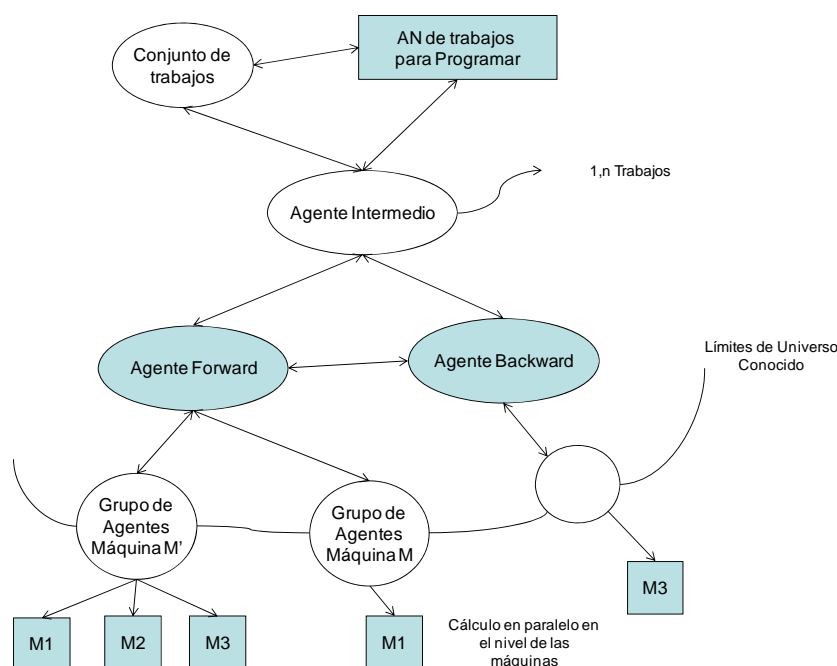 AN de trabajos
para Programar
Conjunto de
trabajos
1,n Trabajos
Agente Intermedio
Límites de Universo
Conocido
Agente Forward
Agente Backward
Grupo de
Agentes
Máquina M'
Grupo de
Agentes
Máquina M
M3
M1
M2
M3
M1
Cálculo en paralelo en
el nivel de las
máquinas